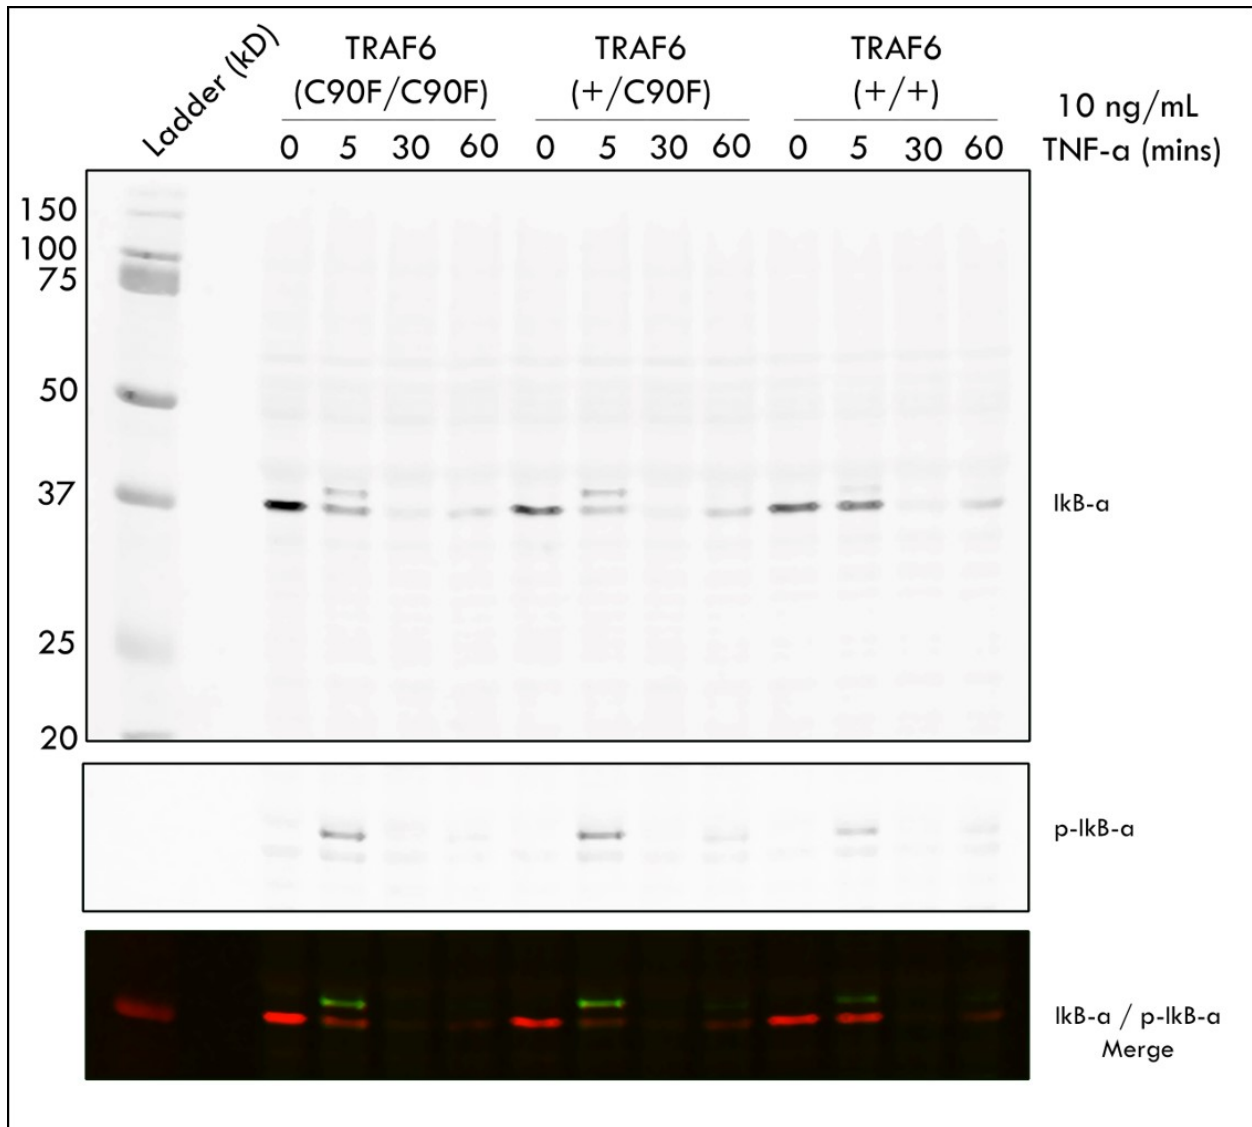 Ladder (kD)
TRAF6
(C90F/C90F)
TRAF6
(+/C90F)
TRAF6
(+/+)
10 ng/mL
TNF-a (mins)
0 5 30 60 0 5 30 60 0 5 30 60
150
100
75
50
37
25
20
IkB-a
p-IkB-a
IkB-a / p-IkB-a
Merge